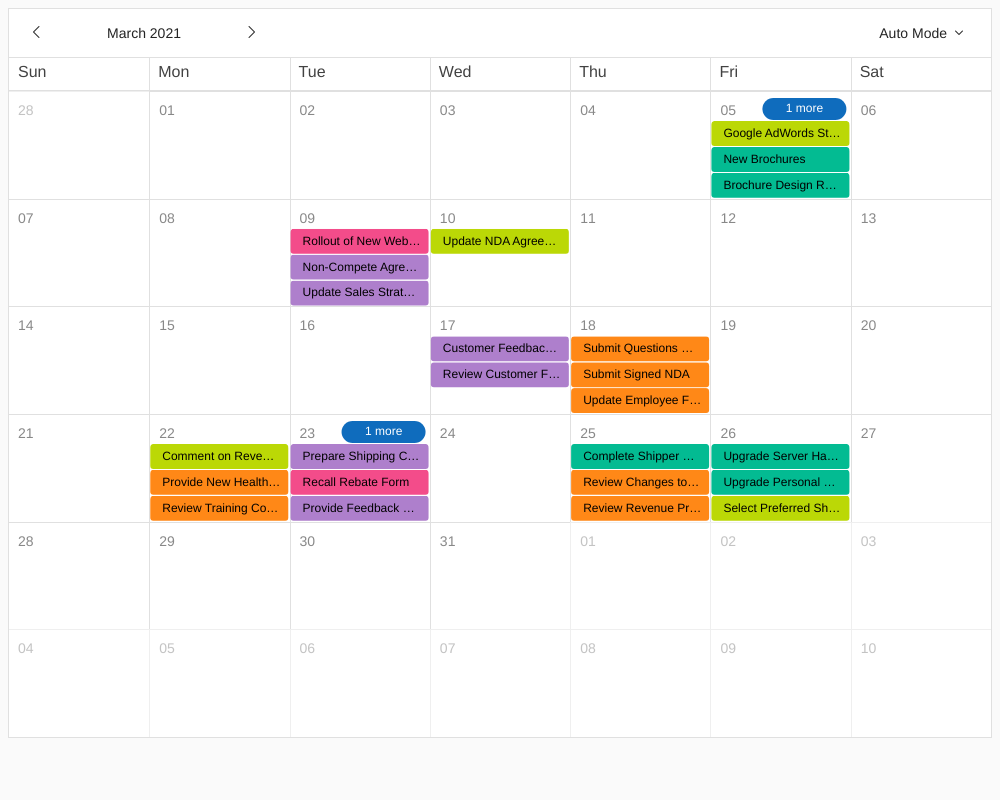 March 2021
Auto Mode
Sun Mon Tue Wed Thu Fri Sat
28 01 02 03 04 05 1 more 06
Google AdWords St…
New Brochures
Brochure Design R…
07 08 09 10 11 12 13
Rollout of New Web… Update NDA Agree…
Non-Compete Agre…
Update Sales Strat…
14 15 16 17 18 19 20
Customer Feedbac… Submit Questions …
Review Customer F… Submit Signed NDA
Update Employee F…
21 22 23 1 more 24 25 26 27
Comment on Reve… Prepare Shipping C… Complete Shipper … Upgrade Server Ha…
Provide New Health… Recall Rebate Form Review Changes to… Upgrade Personal …
Review Training Co… Provide Feedback … Review Revenue Pr… Select Preferred Sh…
28 29 30 31 01 02 03
04 05 06 07 08 09 10